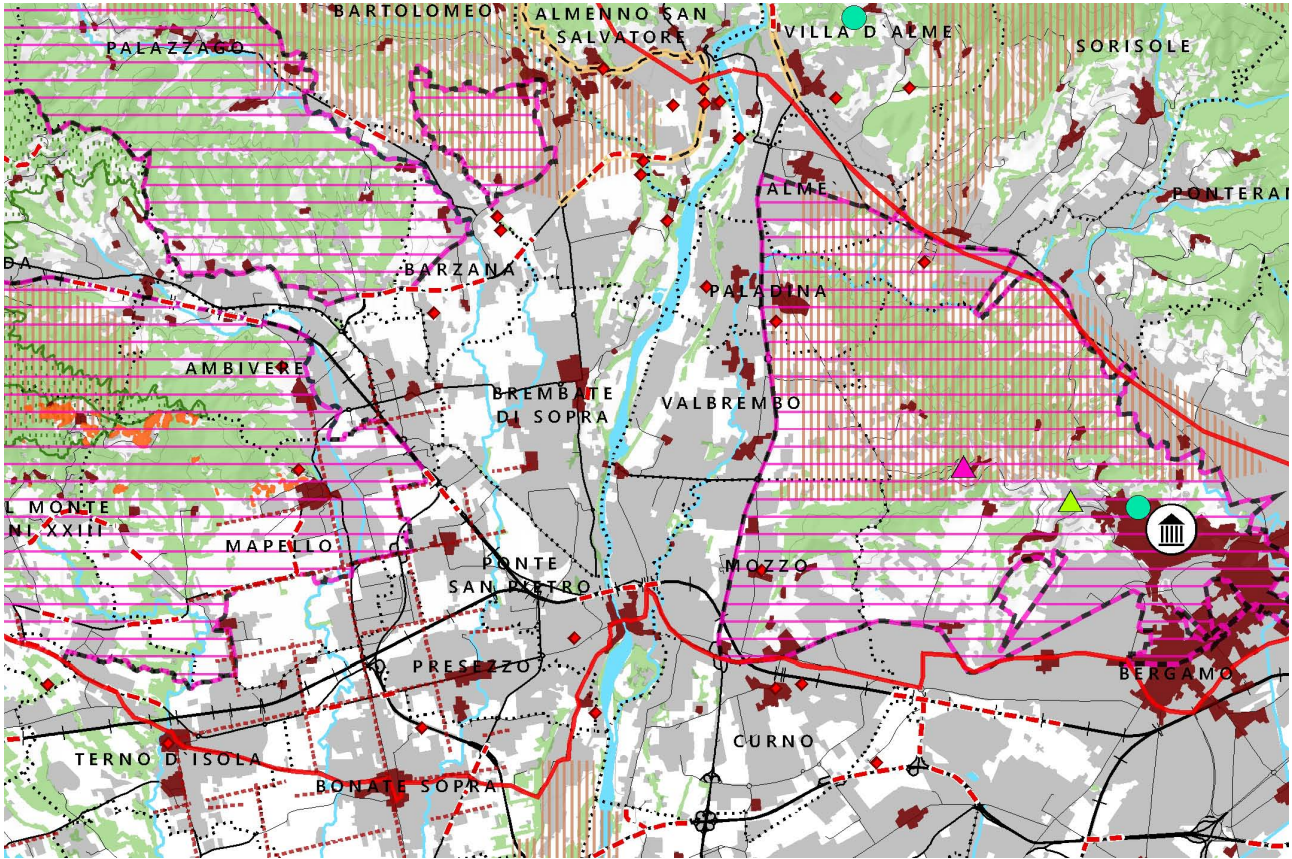 BARTOLOMEO
ALMENNO SAN
SALVATORE
VILLA D`ALME
SORISOLE
PALAZZAGO
ALME
PONTERAN
DA
BARZANA
PALADINA
AMBIVERE
BREMBATE
DI SOPRA
VALBREMBO
L MONTE
NI XXIII
MAPELLO
PONTE
SAN PIETRO
MOZZO
PRESEZZO
BERGAMO
TERNO D`ISOLA
CURNO
BONATE SOPRA